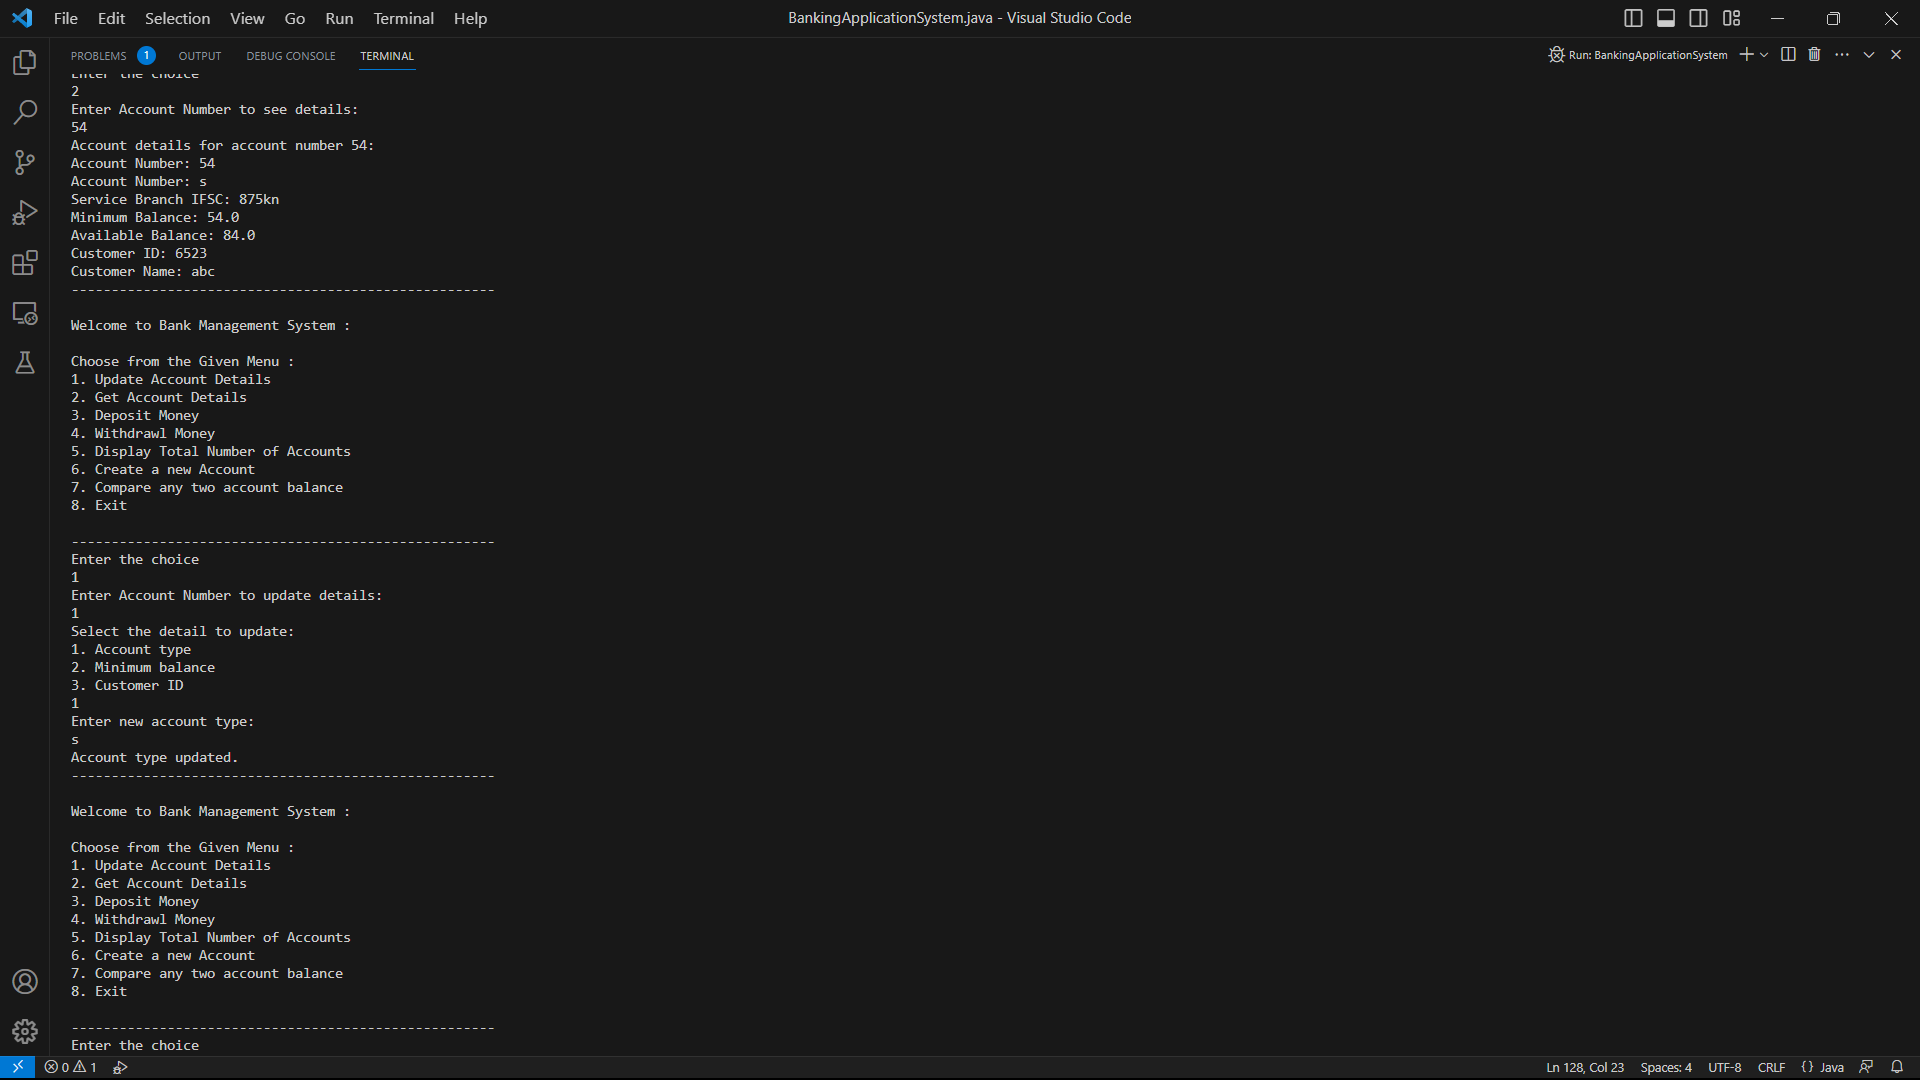 File Edit Selection View Go Run Terminal Help BankingApplicationSystem.java - Visual Studio Code
PROBLEMS 1 OUTPUT DEBUG CONSOLE TERMINAL Run: BankingApplicationSystem
Enter the choice
2
Enter Account Number to see details:
54
Account details for account number 54:
Account Number: 54
Account Number: s
Service Branch IFSC: 875kn
Minimum Balance: 54.0
Available Balance: 84.0
Customer ID: 6523
Customer Name: abc
-----------------------------------------------------
Welcome to Bank Management System :
Choose from the Given Menu :
1. Update Account Details
2. Get Account Details
3. Deposit Money
4. Withdrawl Money
5. Display Total Number of Accounts
6. Create a new Account
7. Compare any two account balance
8. Exit
-----------------------------------------------------
Enter the choice
1
Enter Account Number to update details:
1
Select the detail to update:
1. Account type
2. Minimum balance
3. Customer ID
1
Enter new account type:
s
Account type updated.
-----------------------------------------------------
Welcome to Bank Management System :
Choose from the Given Menu :
1. Update Account Details
2. Get Account Details
3. Deposit Money
4. Withdrawl Money
5. Display Total Number of Accounts
6. Create a new Account
7. Compare any two account balance
8. Exit
-----------------------------------------------------
Enter the choice
0 1 Ln 128, Col 23 Spaces: 4 UTF-8 CRLF {} Java